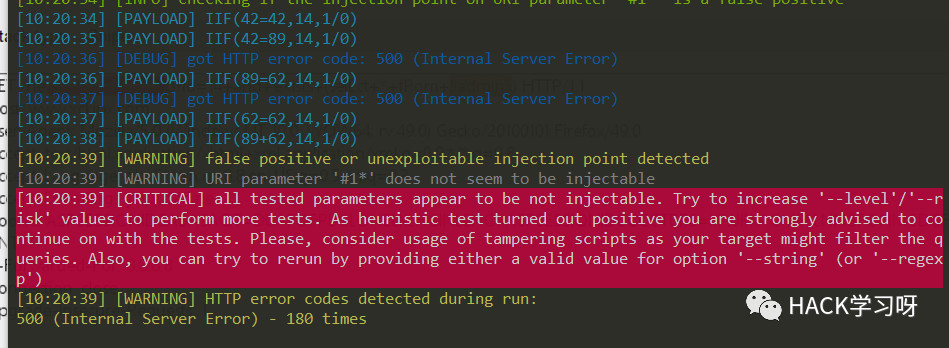 [10:20:34] [INFO] checking if the injection point on URI parameter '#1*' is a false positive
[10:20:34] [PAYLOAD] IIF(42=42,14,1/0)
[10:20:35] [PAYLOAD] IIF(42=89,14,1/0)
[10:20:36] [DEBUG] got HTTP error code: 500 (Internal Server Error)
[10:20:36] [PAYLOAD] IIF(89=62,14,1/0)
[10:20:37] [DEBUG] got HTTP error code: 500 (Internal Server Error)
[10:20:37] [PAYLOAD] IIF(62=62,14,1/0)
[10:20:38] [PAYLOAD] IIF(89+62,14,1/0)
[10:20:39] [WARNING] false positive or unexploitable injection point detected
[10:20:39] [WARNING] URI parameter '#1*' does not seem to be injectable
[10:20:39] [CRITICAL] all tested parameters appear to be not injectable. Try to increase '--level'/'--r
isk' values to perform more tests. As heuristic test turned out positive you are strongly advised to co
ntinue on with the tests. Please, consider usage of tampering scripts as your target might filter the q
ueries. Also, you can try to rerun by providing either a valid value for option '--string' (or '--regex
p')
[10:20:39] [WARNING] HTTP error codes detected during run:
500 (Internal Server Error) - 180 times
HACK学习呀